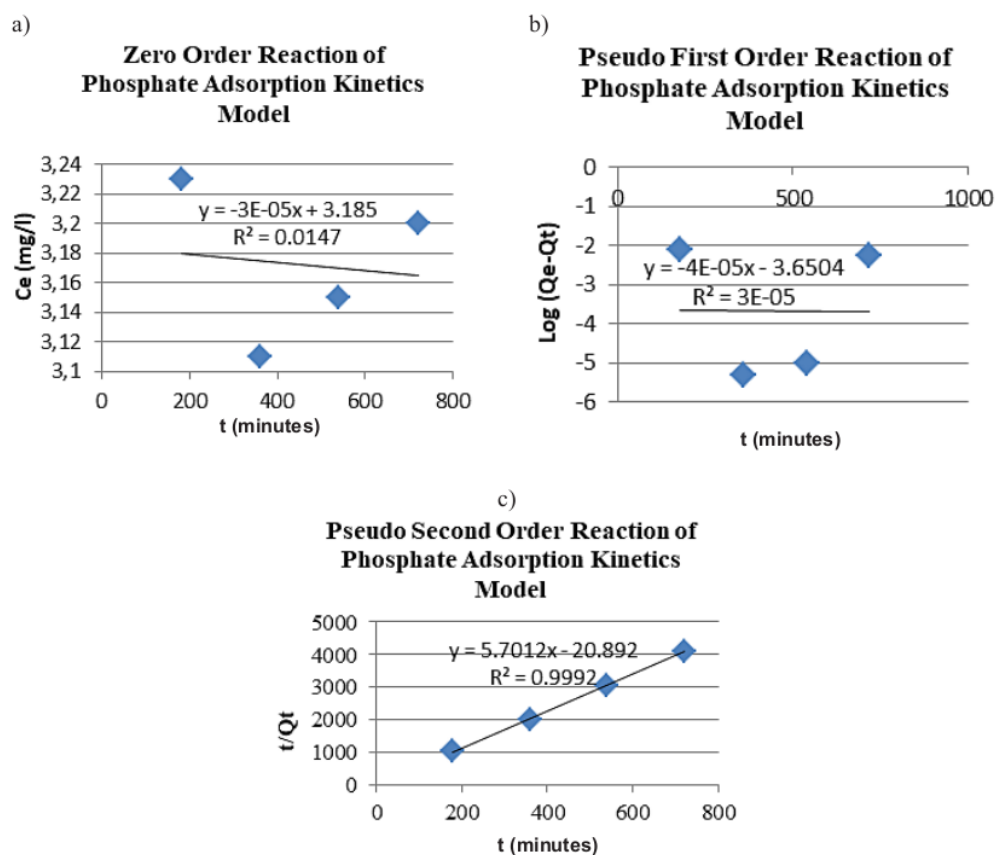 a)
Zero Order Reaction of
Phosphate Adsorption Kinetics
Model
3,24
3,22
3,2
3,18
3,16
3,14
3,12
3,1
Ce (mg/l)
y = -3E-05x + 3.185
R² = 0.0147
0 200 400 600 800
t (minutes)
b)
Pseudo First Order Reaction of
Phosphate Adsorption Kinetics
Model
0
-1
-2
-3
-4
-5
-6
Log (Qe-Qt)
0 500 1000
y = -4E-05x - 3.6504
R² = 3E-05
t (minutes)
c)
Pseudo Second Order Reaction of
Phosphate Adsorption Kinetics
Model
5000
4000
3000
2000
1000
0
t/Qt
y = 5.7012x - 20.892
R² = 0.9992
0 200 400 600 800
t (minutes)